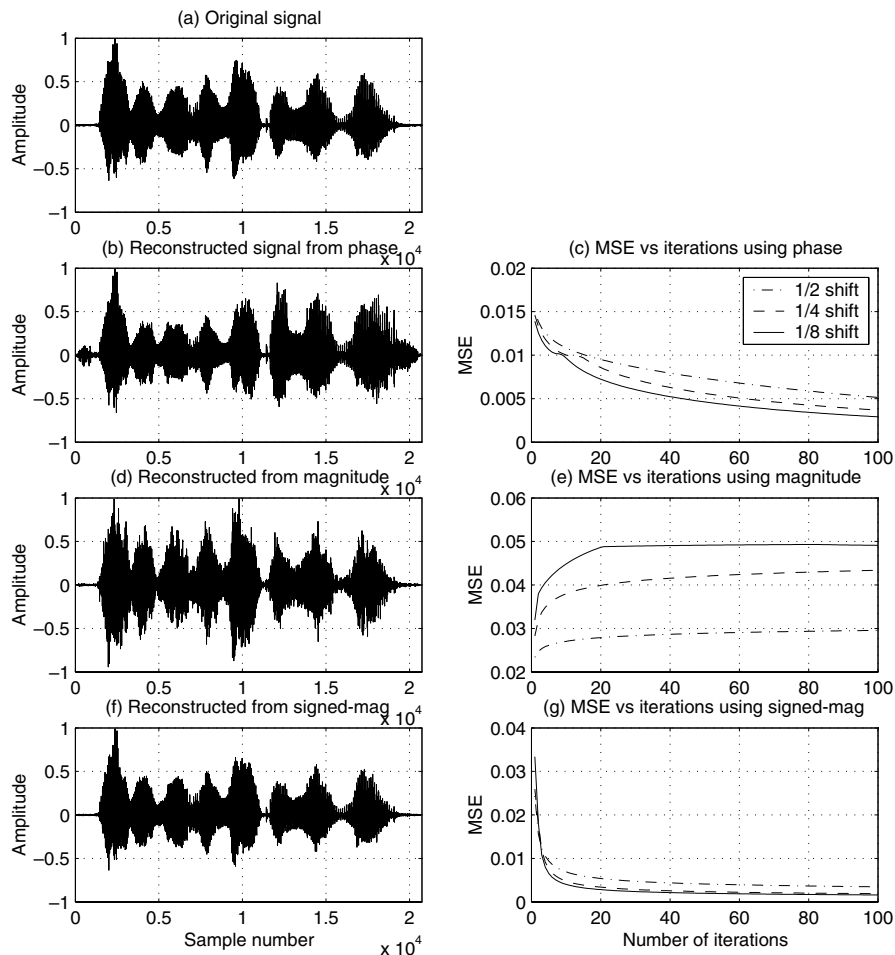 (a) Original signal
1
0.5
0
−0.5
−1
Amplitude
0 0.5 1 1.5 2
x 10^4
(b) Reconstructed signal from phase
1
0.5
0
−0.5
−1
Amplitude
0 0.5 1 1.5 2
x 10^4
(c) MSE vs iterations using phase
0.02
0.015
0.01
0.005
0
MSE
1/2 shift
1/4 shift
1/8 shift
0 20 40 60 80 100
(d) Reconstructed from magnitude
1
0.5
0
−0.5
−1
Amplitude
0 0.5 1 1.5 2
x 10^4
(e) MSE vs iterations using magnitude
0.06
0.05
0.04
0.03
0.02
MSE
0 20 40 60 80 100
(f) Reconstructed from signed-mag
1
0.5
0
−0.5
−1
Amplitude
0 0.5 1 1.5 2
Sample number
x 10^4
(g) MSE vs iterations using signed-mag
0.04
0.03
0.02
0.01
0
MSE
0 20 40 60 80 100
Number of iterations